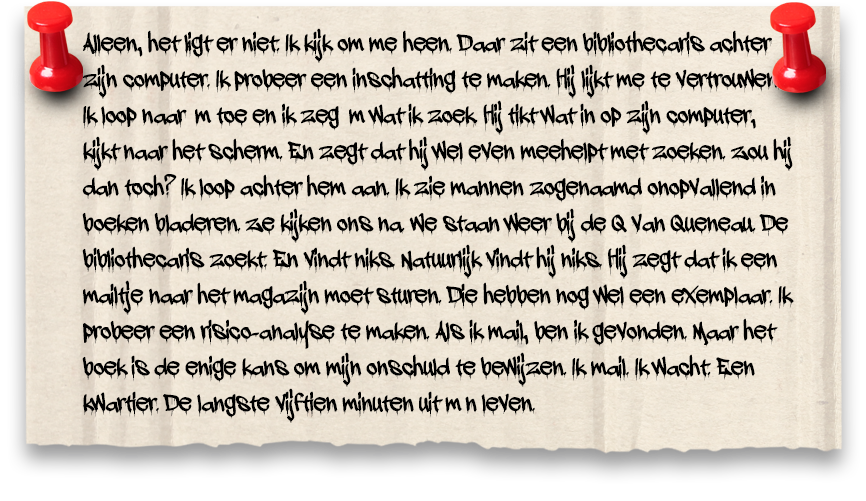 Alleen, het ligt er niet. Ik kijk om me heen. Daar zit een bibliothecaris achter
zijn computer. Ik probeer een inschatting te maken. Hij lijkt me te vertrouwen.
Ik loop naar m toe en ik zeg m wat ik zoek. Hij tikt wat in op zijn computer,
kijkt naar het scherm. En zegt dat hij wel even meehelpt met zoeken. Zou hij
dan toch? Ik loop achter hem aan. Ik zie mannen zogenaamd onopvallend in
boeken bladeren. Ze kijken ons na. We staan weer bij de Q van Queneau. De
bibliothecaris zoekt. En vindt niks. Natuurlijk vindt hij niks. Hij zegt dat ik een
mailtje naar het magazijn moet sturen. Die hebben nog wel een exemplaar. Ik
probeer een risico-analyse te maken. Als ik mail, ben ik gevonden. Maar het
boek is de enige kans om mijn onschuld te bewijzen. Ik mail. Ik wacht. Een
kwartier. De langste vijftien minuten uit m n leven.